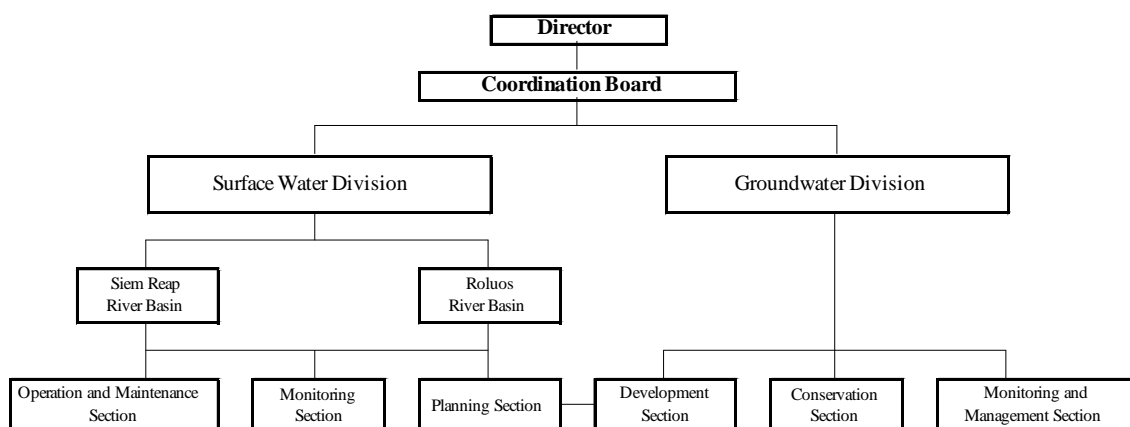 Director
Coordination Board
Surface Water Division
Groundwater Division
Siem Reap
River Basin
Roluos
River Basin
Operation and Maintenance
Section
Monitoring
Section
Planning Section
Development
Section
Conservation
Section
Monitoring and
Management Section